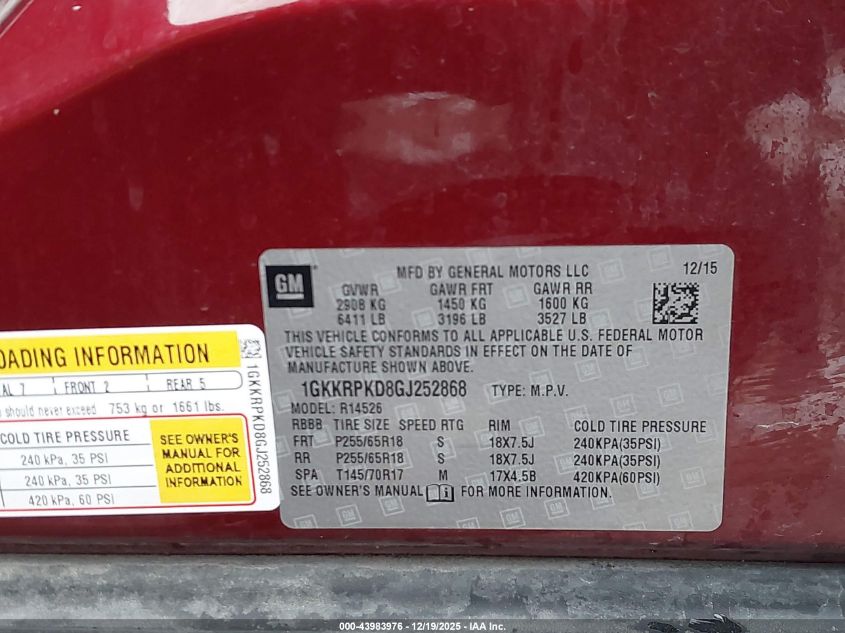 GM
MFD BY GENERAL MOTORS LLC 12/15
GVWR GAWR FRT GAWR RR
2908 KG 1450 KG 1600 KG
6411 LB 3196 LB 3527 LB
THIS VEHICLE CONFORMS TO ALL APPLICABLE U.S. FEDERAL MOTOR
VEHICLE SAFETY STANDARDS IN EFFECT ON THE DATE OF
MANUFACTURE SHOWN ABOVE.
1GKKRPKD8GJ252868 TYPE: M.P.V.
MODEL: R14526
RBBB TIRE SIZE SPEED RTG RIM COLD TIRE PRESSURE
FRT P255/65R18 S 18X7.5J 240KPA(35PSI)
RR P255/65R18 S 18X7.5J 240KPA(35PSI)
SPA T145/70R17 M 17X4.5B 420KPA(60PSI)
SEE OWNER'S MANUAL FOR MORE INFORMATION.
OADING INFORMATION
AL 7 FRONT 2 REAR 5
should never exceed 753 kg or 1661 lbs.
COLD TIRE PRESSURE
240 kPa, 35 PSI
240 kPa, 35 PSI
420 kPa, 60 PSI
SEE OWNER'S
MANUAL FOR
ADDITIONAL
INFORMATION
1GKKRPKD8GJ252868
000-43983976 - 12/19/2025 - IAA Inc.